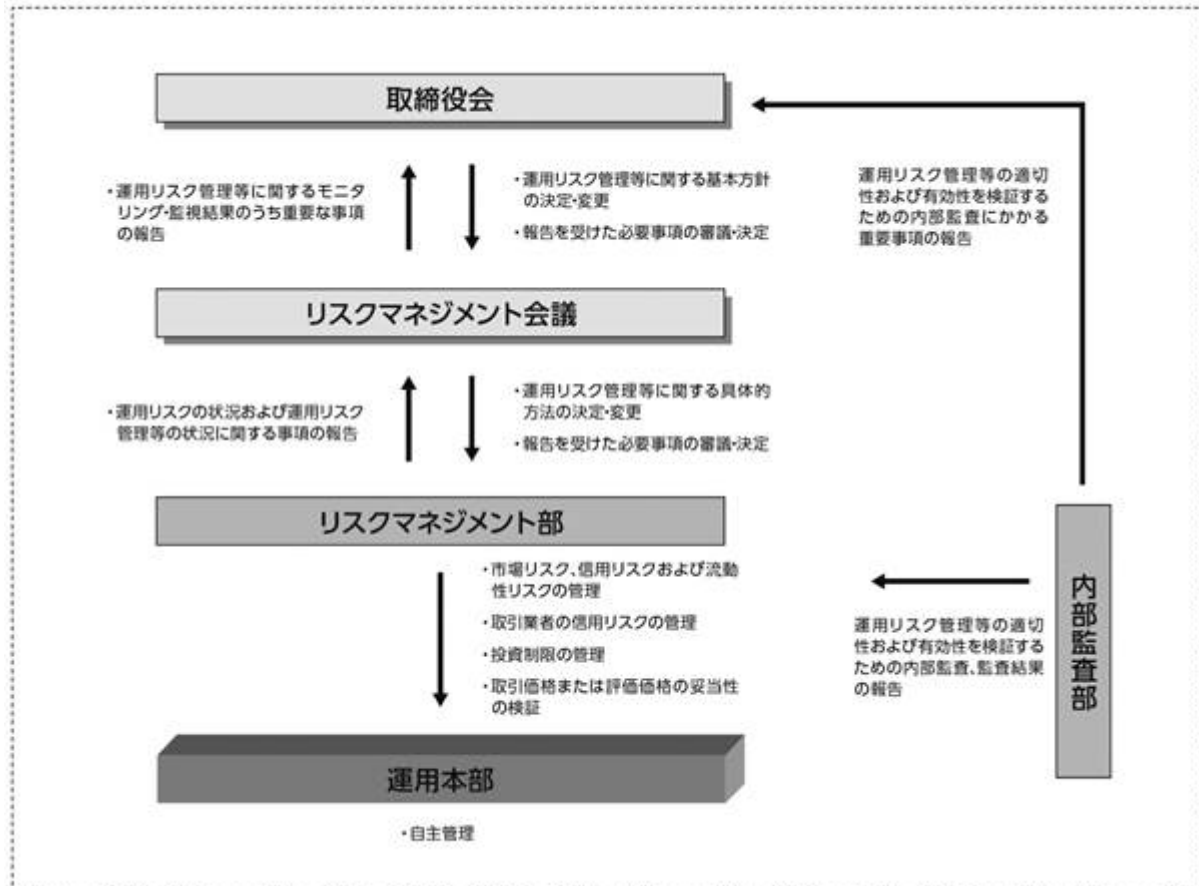 取締役会
・運用リスク管理等に関するモニタ
リング・監視結果のうち重要な事項
の報告
・運用リスク管理等に関する基本方針
の決定・変更
・報告を受けた必要事項の審議・決定
運用リスク管理等の適切
性および有効性を検証する
ための内部監査にかかる
重要事項の報告
リスクマネジメント会議
・運用リスクの状況および運用リスク
管理等の状況に関する事項の報告
・運用リスク管理等に関する具体的
方法の決定・変更
・報告を受けた必要事項の審議・決定
リスクマネジメント部
・市場リスク、信用リスクおよび流動
性リスクの管理
・取引業者の信用リスクの管理
・投資制限の管理
・取引価格または評価価格の妥当性
の検証
運用リスク管理等の適切
性および有効性を検証する
ための内部監査、監査結果
の報告
内部監査部
運用本部
・自主管理